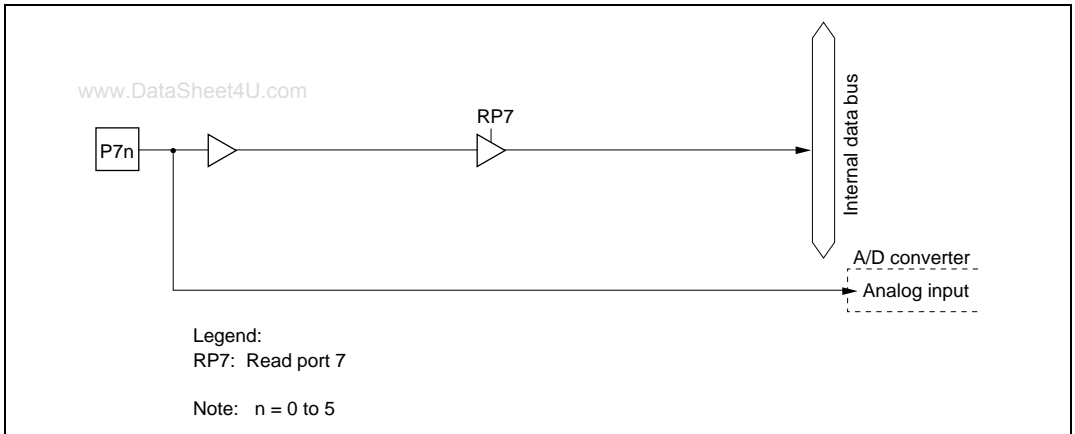 www.DataSheet4U.com
RP7
P7n
Internal data bus
A/D converter
Analog input
Legend:
RP7: Read port 7
Note: n = 0 to 5